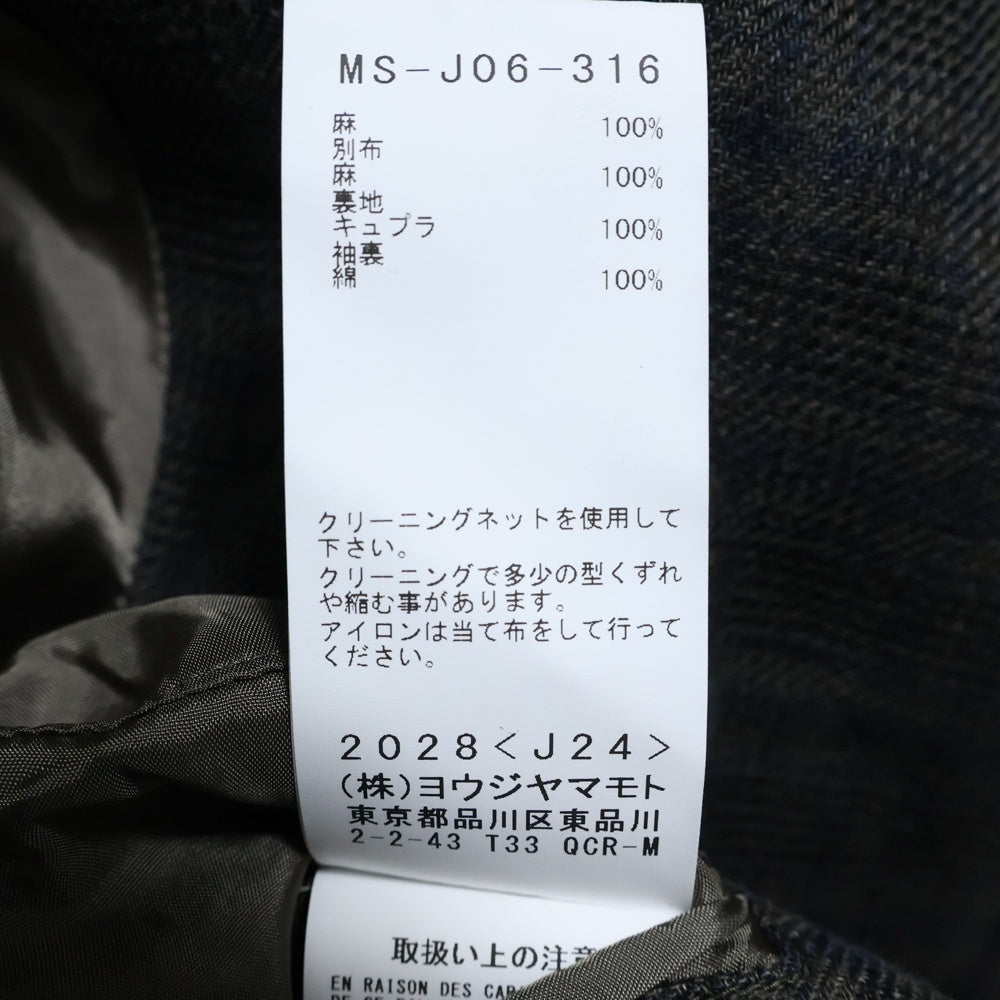 MS-J06-316
麻 100%
別布
麻 100%
裏地
キュプラ 100%
袖裏
綿 100%
クリーニングネットを使用して
下さい。
クリーニングで多少の型くずれ
や縮む事があります。
アイロンは当て布をして行って
ください。
2028<J24>
(株)ヨウジヤマモト
東京都品川区東品川
2-2-43 T33 QCR-M
取扱い上の注意
EN RAISON DES